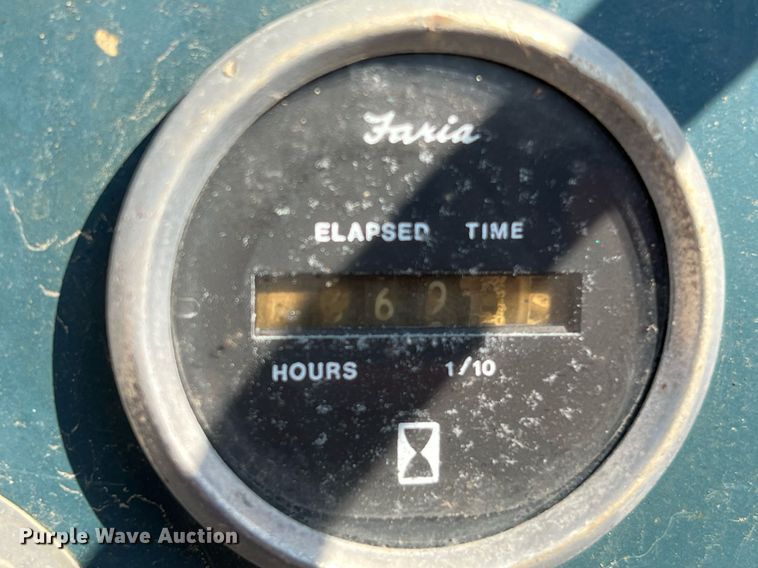 Faria
ELAPSED TIME
HOURS 1/10
Purple Wave Auction